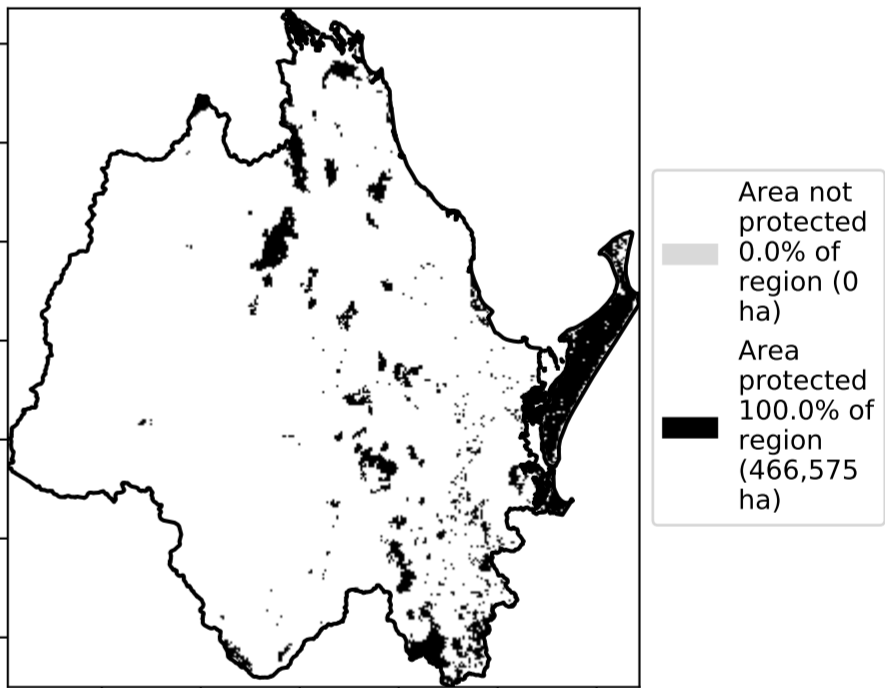 Area not
protected
0.0% of
region (0
ha)
Area
protected
100.0% of
region
(466,575
ha)